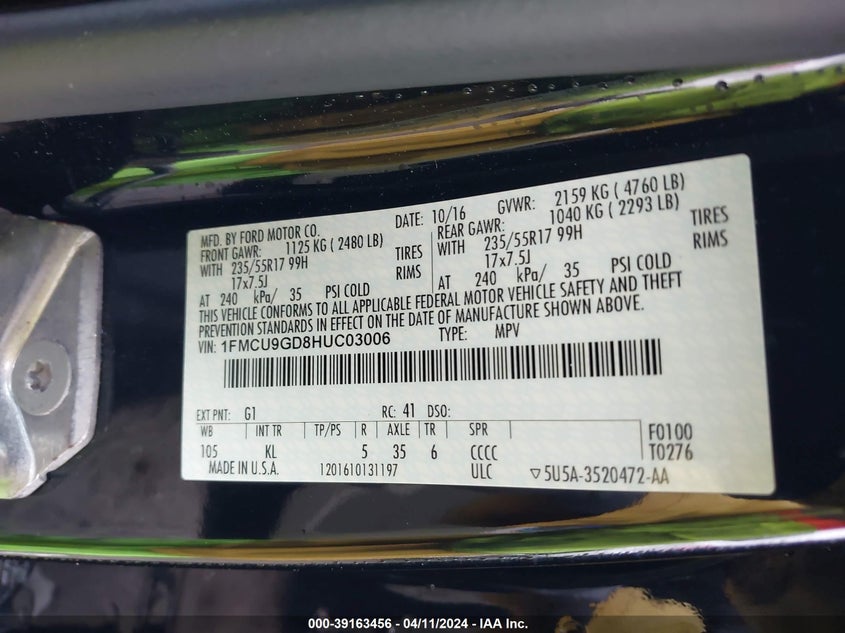 MFD. BY FORD MOTOR CO. DATE: 10/16 GVWR: 2159 KG ( 4760 LB)
FRONT GAWR: 1125 KG ( 2480 LB) REAR GAWR: 1040 KG ( 2293 LB)
WITH 235/55R17 99H TIRES WITH 235/55R17 99H TIRES
17x7.5J RIMS 17x7.5J RIMS
AT 240 kPa/ 35 PSI COLD AT 240 kPa/ 35 PSI COLD
THIS VEHICLE CONFORMS TO ALL APPLICABLE FEDERAL MOTOR VEHICLE SAFETY AND THEFT
PREVENTION STANDARDS IN EFFECT ON THE DATE OF MANUFACTURE SHOWN ABOVE.
VIN: 1FMCU9GD8HUC03006 TYPE: MPV
EXT PNT: G1 RC: 41 DSO:
WB INT TR TP/PS R AXLE TR SPR F0100
105 KL 5 35 6 CCCC T0276
MADE IN U.S.A. 1201610131197 ULC ▽5U5A-3520472-AA
000-39163456 - 04/11/2024 - IAA Inc.